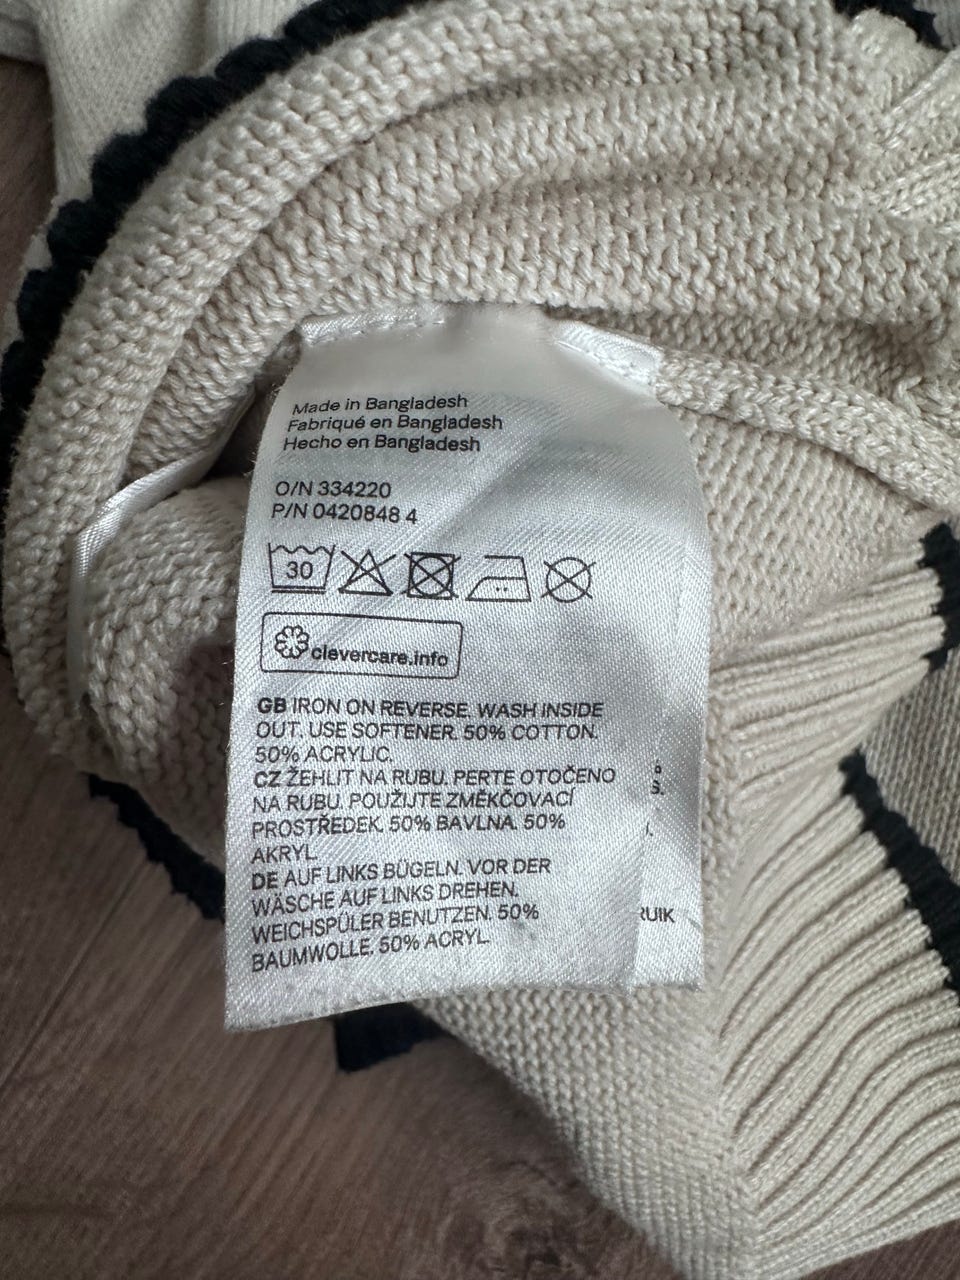 Made in Bangladesh
Fabriqué en Bangladesh
Hecho en Bangladesh
O/N 334220
P/N 0420848 4
30
clevercare.info
GB IRON ON REVERSE. WASH INSIDE
OUT. USE SOFTENER. 50% COTTON.
50% ACRYLIC.
CZ ŽEHLIT NA RUBU. PERTE OTOČENO
NA RUBU. POUŽIJTE ZMĚKČOVACÍ
PROSTŘEDEK. 50% BAVLNA. 50%
AKRYL.
DE AUF LINKS BÜGELN. VOR DER
WÄSCHE AUF LINKS DREHEN.
WEICHSPÜLER BENUTZEN. 50%
BAUMWOLLE. 50% ACRYL.